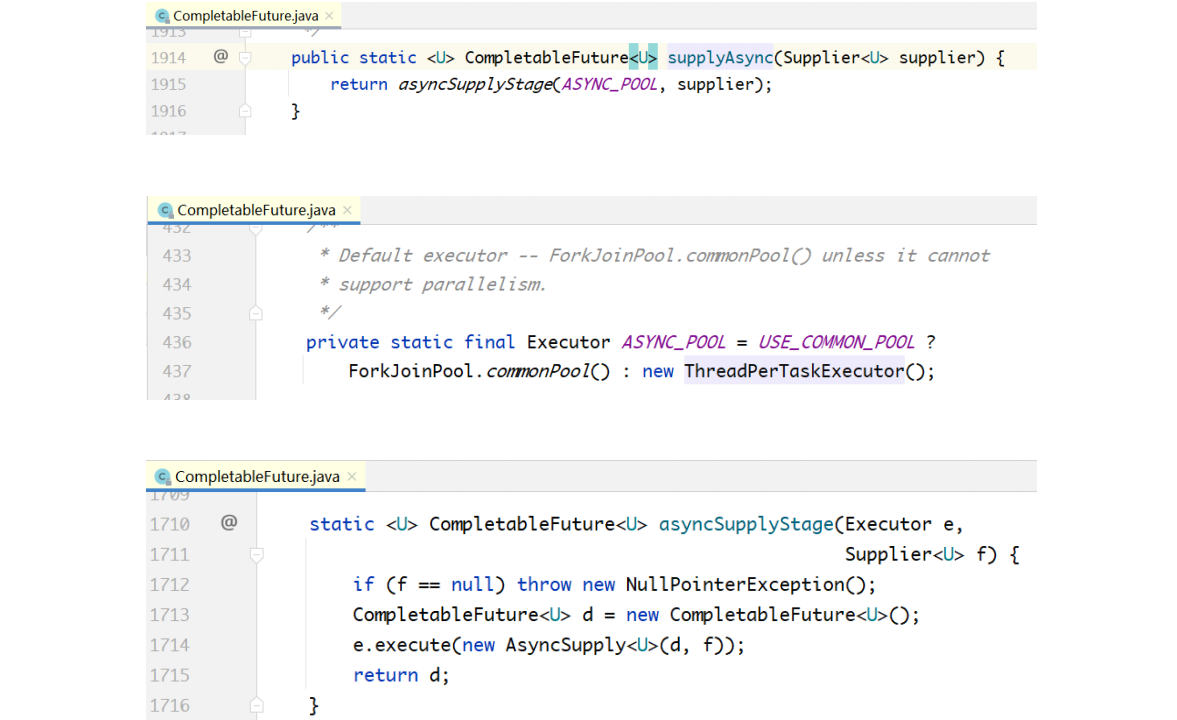 CompletableFuture.java
1913 */
1914 @ public static <U> CompletableFuture<U> supplyAsync(Supplier<U> supplier) {
1915 return asyncSupplyStage(ASYNC_POOL, supplier);
1916 }
1917
CompletableFuture.java
432 /**
433 * Default executor -- ForkJoinPool.commonPool() unless it cannot
434 * support parallelism.
435 */
436 private static final Executor ASYNC_POOL = USE_COMMON_POOL ?
437 ForkJoinPool.commonPool() : new ThreadPerTaskExecutor();
438
CompletableFuture.java
1709
1710 @ static <U> CompletableFuture<U> asyncSupplyStage(Executor e,
1711 Supplier<U> f) {
1712 if (f == null) throw new NullPointerException();
1713 CompletableFuture<U> d = new CompletableFuture<U>();
1714 e.execute(new AsyncSupply<U>(d, f));
1715 return d;
1716 }